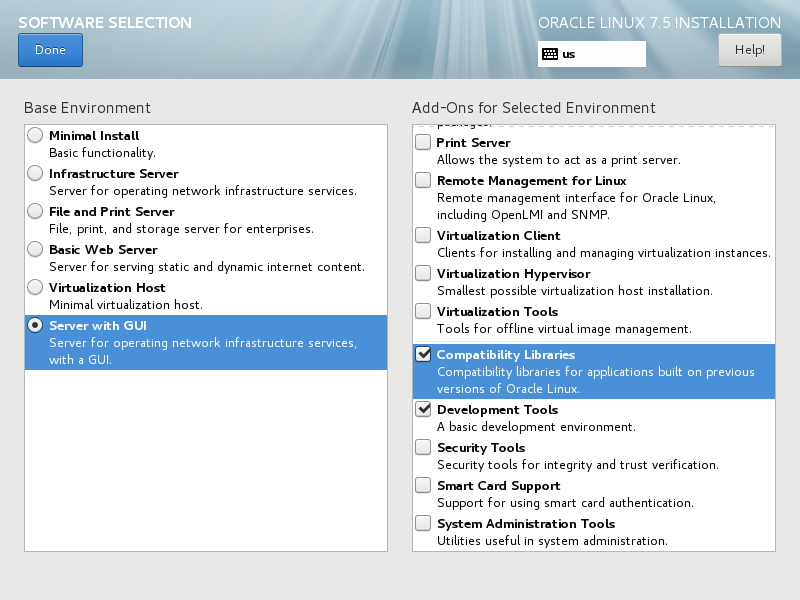 SOFTWARE SELECTION
ORACLE LINUX 7.5 INSTALLATION
Done
us
Help!
Base Environment
Minimal Install
Basic functionality.
Infrastructure Server
Server for operating network infrastructure services.
File and Print Server
File, print, and storage server for enterprises.
Basic Web Server
Server for serving static and dynamic internet content.
Virtualization Host
Minimal virtualization host.
Server with GUI
Server for operating network infrastructure services,
with a GUI.
Add-Ons for Selected Environment
Print Server
Allows the system to act as a print server.
Remote Management for Linux
Remote management interface for Oracle Linux,
including OpenLMI and SNMP.
Virtualization Client
Clients for installing and managing virtualization instances.
Virtualization Hypervisor
Smallest possible virtualization host installation.
Virtualization Tools
Tools for offline virtual image management.
Compatibility Libraries
Compatibility libraries for applications built on previous
versions of Oracle Linux.
Development Tools
A basic development environment.
Security Tools
Security tools for integrity and trust verification.
Smart Card Support
Support for using smart card authentication.
System Administration Tools
Utilities useful in system administration.